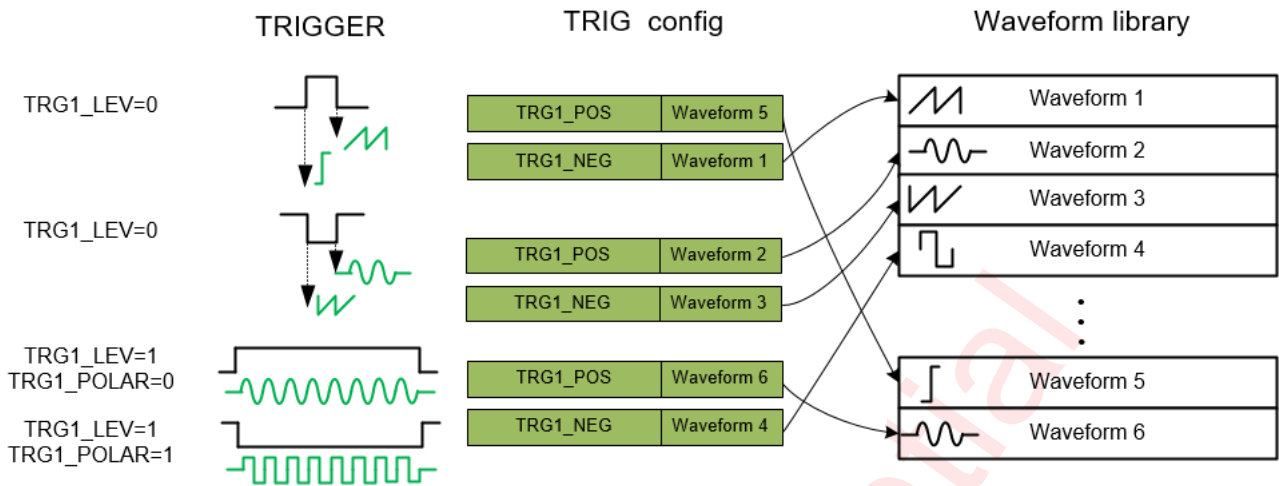 TRIGGER
TRIG config
Waveform library
TRG1_LEV=0
TRG1_POS Waveform 5
TRG1_NEG Waveform 1
Waveform 1
Waveform 2
Waveform 3
Waveform 4
TRG1_LEV=0
TRG1_POS Waveform 2
TRG1_NEG Waveform 3
TRG1_LEV=1
TRG1_POLAR=0
TRG1_POS Waveform 6
TRG1_NEG Waveform 4
Waveform 5
Waveform 6
TRG1_LEV=1
TRG1_POLAR=1